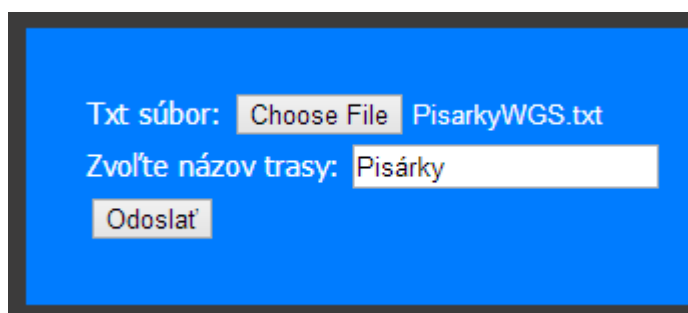 Txt súbor: Choose File PisarkyWGS.txt
Zvoľte názov trasy: Pisárky
Odoslať